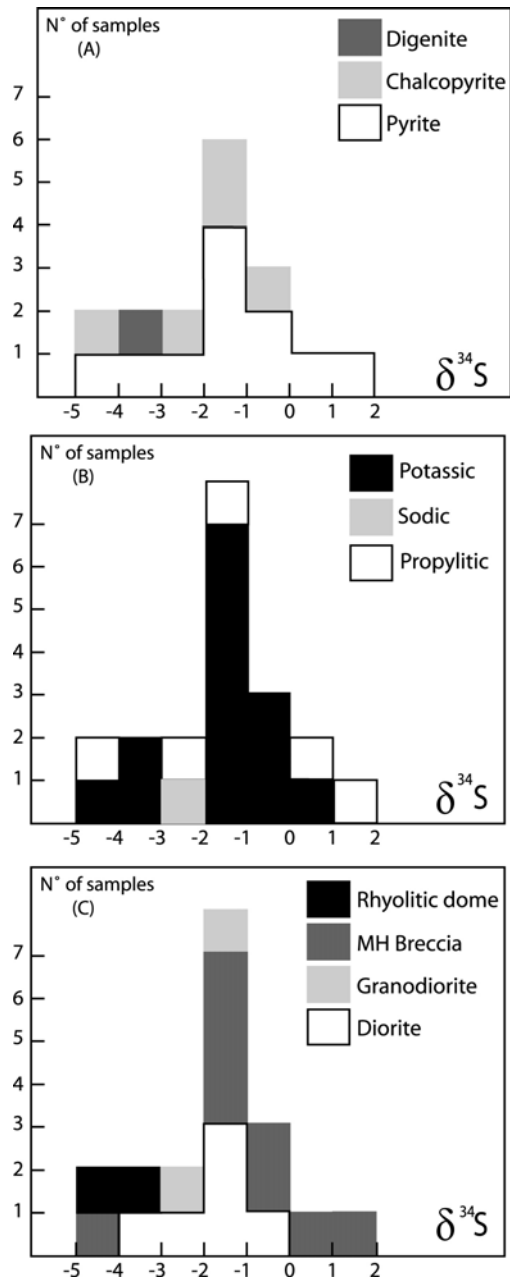 N° of samples
(A)
Digenite
Chalcopyrite
Pyrite
7
6
5
4
3
2
1
δ³⁴S
-5 -4 -3 -2 -1 0 1 2
N° of samples
(B)
Potassic
Sodic
Propylitic
7
6
5
4
3
2
1
δ³⁴S
-5 -4 -3 -2 -1 0 1 2
N° of samples
(C)
Rhyolitic dome
MH Breccia
Granodiorite
Diorite
7
6
5
4
3
2
1
δ³⁴S
-5 -4 -3 -2 -1 0 1 2